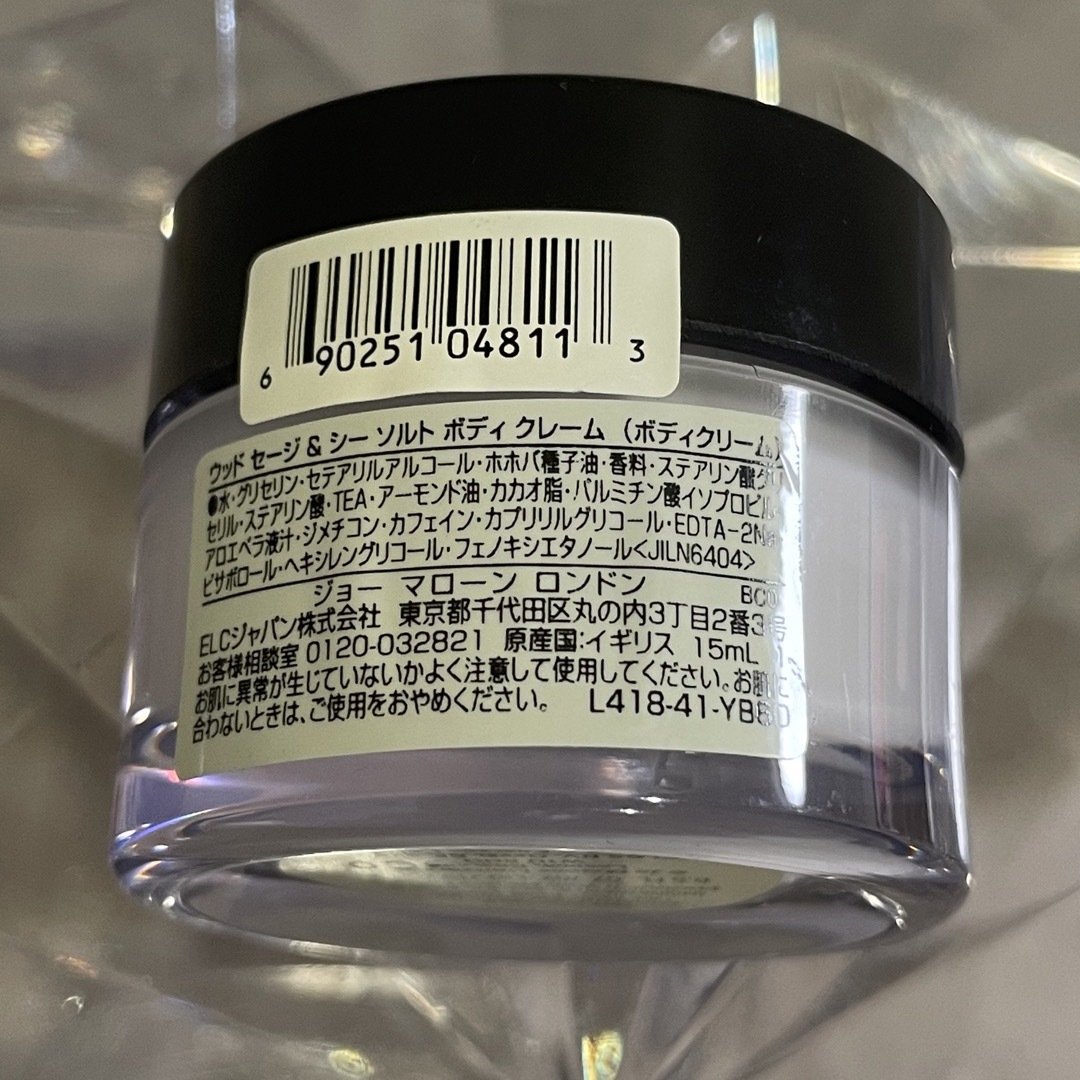 6 90251 04811 3
ウッド セージ & シー ソルト ボディ クレーム (ボディクリーム)
●水・グリセリン・セテアリルアルコール・ホホバ種子油・香料・ステアリン酸グリ
セリル・ステアリン酸・TEA・アーモンド油・カカオ脂・パルミチン酸イソプロピル・
アロエベラ液汁・ジメチコン・カフェイン・カプリリルグリコール・EDTA-2Na・
ビサボロール・ヘキシレングリコール・フェノキシエタノール<JILN6404>
ジョー マローン ロンドン
ELCジャパン株式会社 東京都千代田区丸の内3丁目2番3号
お客様相談室 0120-032821 原産国:イギリス 15mL
お肌に異常が生じていないかよく注意して使用してください。お肌に
合わないときは、ご使用をおやめください。 L418-41-YB8D